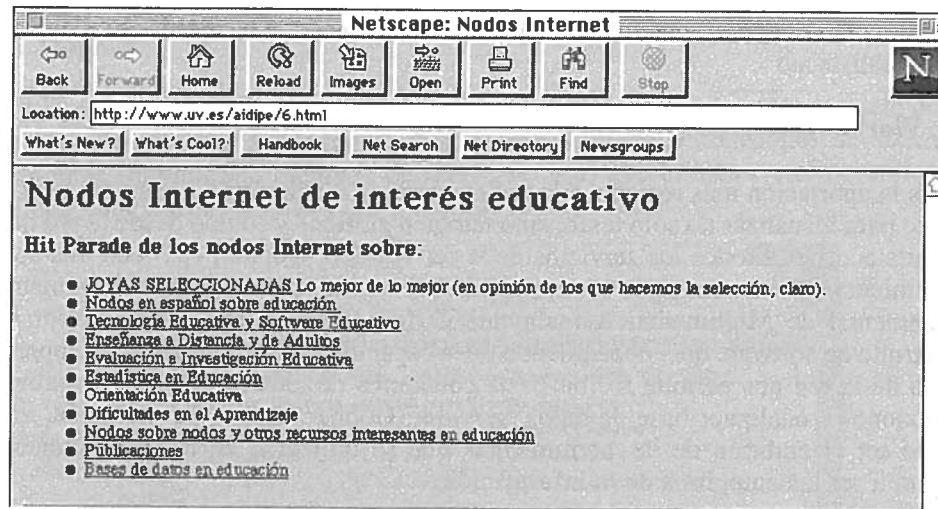 Netscape: Nodos Internet
Back Forward Home Reload Images Open Print Find Stop N
Location: http://www.uv.es/aidipe/6.html
What's New? What's Cool? Handbook Net Search Net Directory Newsgroups
Nodos Internet de interés educativo
Hit Parade de los nodos Internet sobre:
JOYAS SELECCIONADAS Lo mejor de lo mejor (en opinión de los que hacemos la selección, claro).
Nodos en español sobre educación
Tecnología Educativa y Software Educativo
Enseñanza a Distancia y de Adultos
Evaluación a Investigación Educativa
Estadística en Educación
Orientación Educativa
Dificultades en el Aprendizaje
Nodos sobre nodos y otros recursos interesantes en educación
Publicaciones
Bases de datos en educación